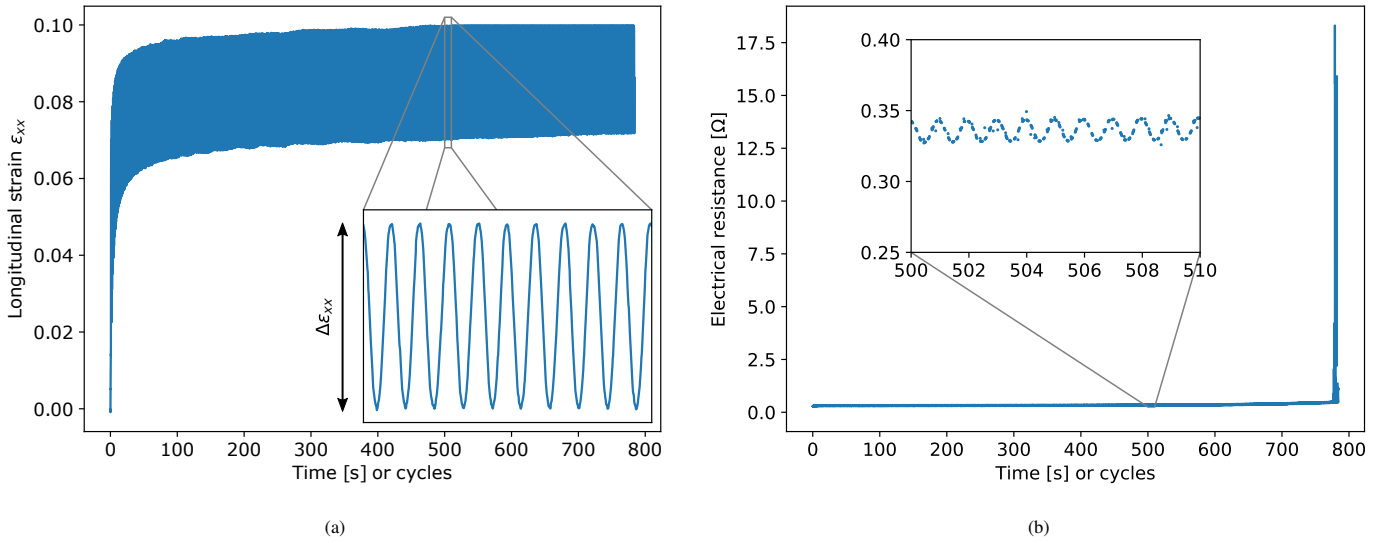 0.10
0.08
0.06
0.04
0.02
0.00
Longitudinal strain εxx
Δεxx
0 100 200 300 400 500 600 700 800
Time [s] or cycles
(a)
17.5
15.0
12.5
10.0
7.5
5.0
2.5
0.0
Electrical resistance [Ω]
0.40
0.35
0.30
0.25
500 502 504 506 508 510
0 100 200 300 400 500 600 700 800
Time [s] or cycles
(b)